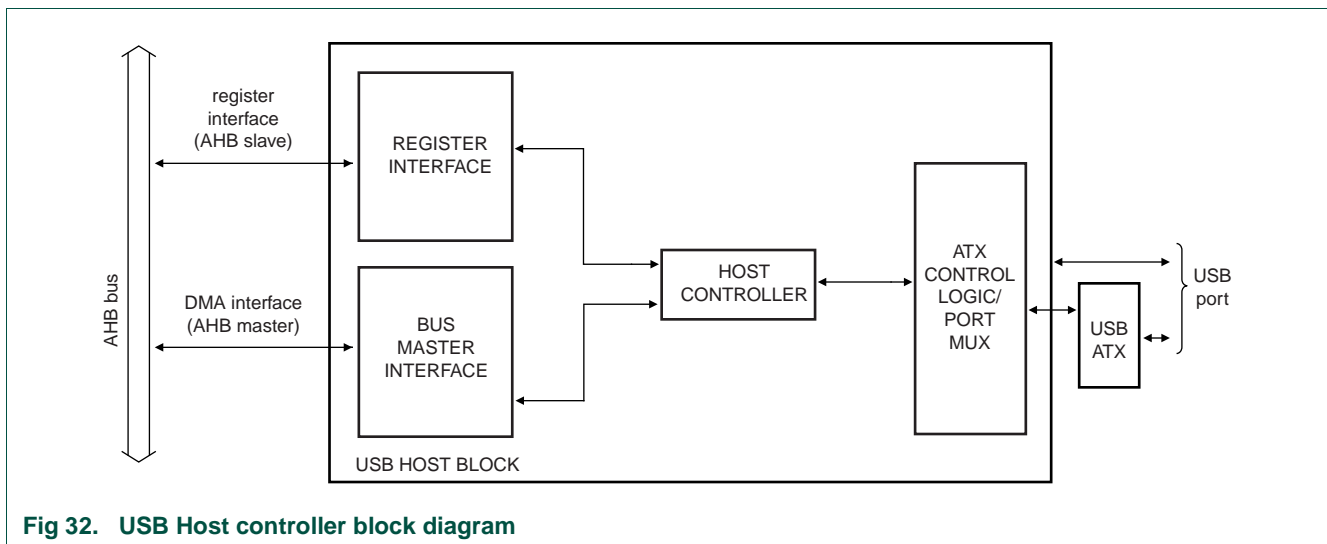 register
interface
(AHB slave)
REGISTER
INTERFACE
AHB bus
DMA interface
(AHB master)
BUS
MASTER
INTERFACE
HOST
CONTROLLER
ATX
CONTROL
LOGIC/
PORT
MUX
USB
ATX
USB
port
USB HOST BLOCK
Fig 32. USB Host controller block diagram